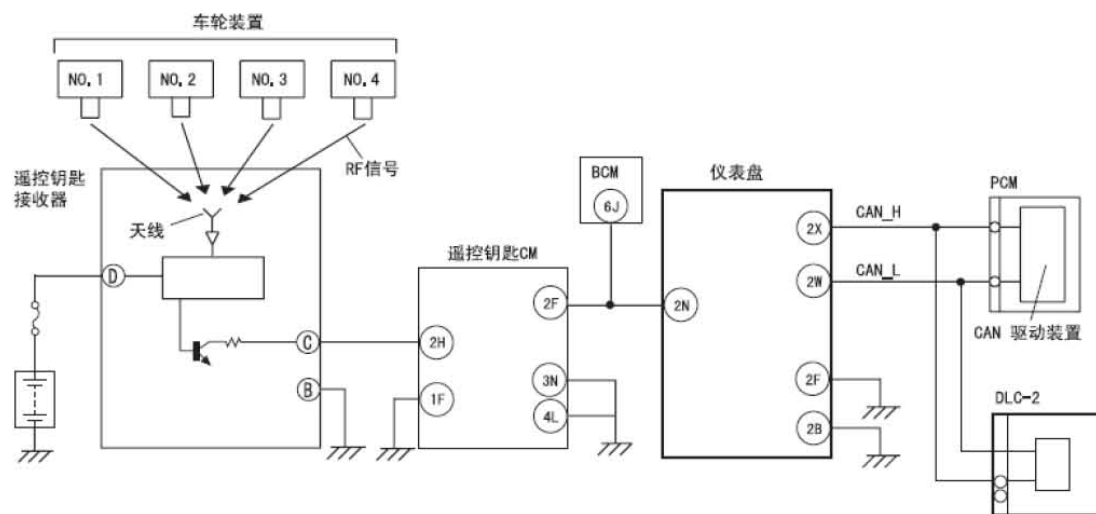 车轮装置
NO.1
NO.2
NO.3
NO.4
RF信号
遥控钥匙
接收器
天线
D
C
B
遥控钥匙CM
2H
1F
2F
3N
4L
BCM
6J
仪表盘
2N
2X
2W
2F
2B
CAN_H
CAN_L
PCM
CAN 驱动装置
DLC-2